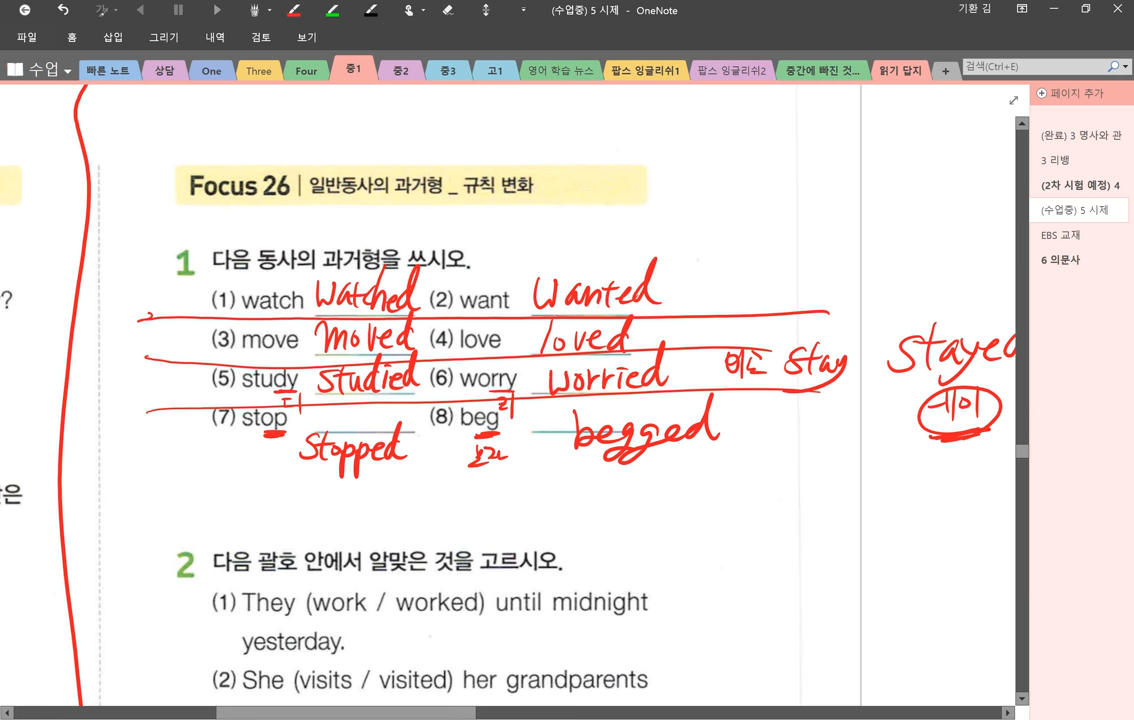 (수업중) 5 시제 - OneNote
기환 김
파일 홈 삽입 그리기 내역 검토 보기
수업 빠른 노트 상담 One Three Four 중1 중2 중3 고1 영어 학습 뉴스 팝스 잉글리쉬1 팝스 잉글리쉬2 중간에 빠진 것... 읽기 답지 + 검색(Ctrl+E)
페이지 추가
(완료) 3 명사와 관
3 리뱅
(2차 시험 예정) 4
(수업중) 5 시제
EBS 교재
6 의문사
Focus 26 | 일반동사의 과거형 _ 규칙 변화
1 다음 동사의 과거형을 쓰시오.
(1) watch watched (2) want wanted
?
(3) move moved (4) love loved
stayed
(5) study studied (6) worry worried stay
(7) stop stopped (8) beg begged
은
2 다음 괄호 안에서 알맞은 것을 고르시오.
(1) They (work / worked) until midnight
yesterday.
(2) She (visits / visited) her grandparents